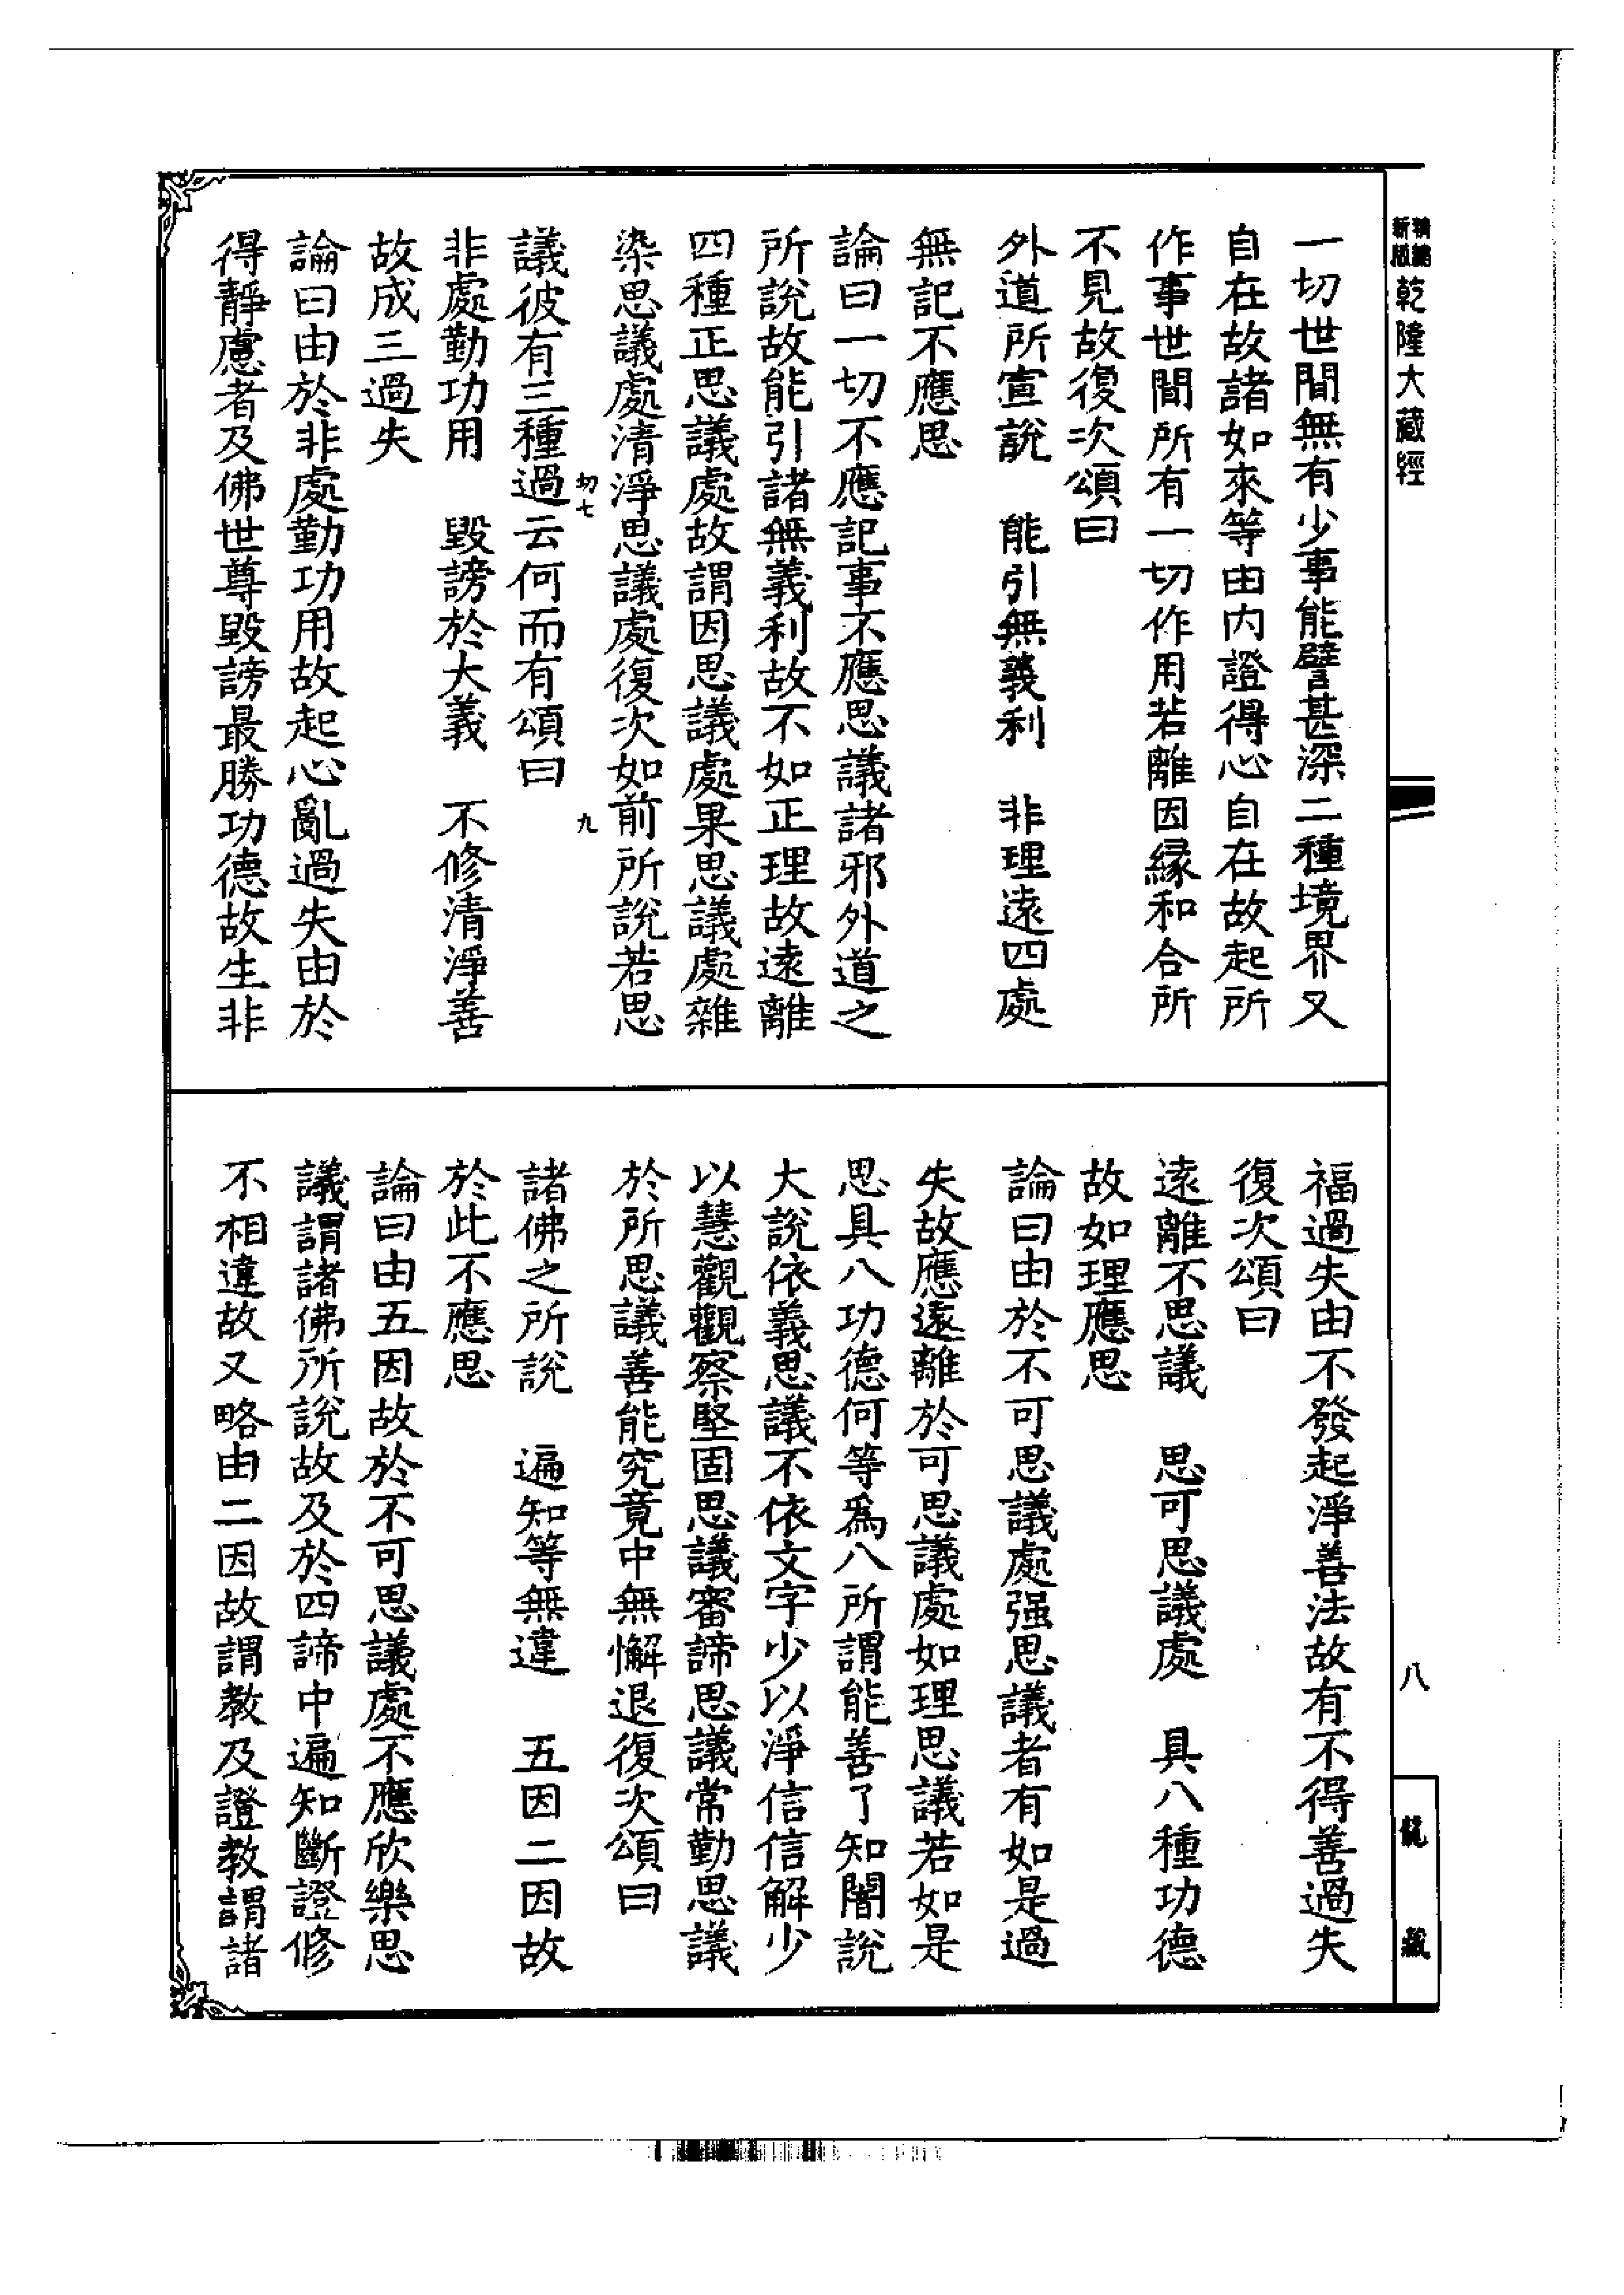 新編
新版
乾隆大藏經
一切世間無有少事能譬甚深二種境界又
自在故諸如來等由內證得心自在故起所
作事世間所有一切作用若離因緣和合所
不見故復次頌曰
外道所宣說　能引無義利　非理遠四處
無記不應思
論曰一切不應記事不應思議諸邪外道之
所說故能引諸無義利故不如正理故遠離
四種正思議處故謂因思議處果思議處雜
染思議處清淨思議處復次如前所說若思
初七　九
議彼有三種過云何而有頌曰
非處勤功用　毀謗於大義　不修清淨善
故成三過失
論曰由於非處勤功用故起心亂過失由於
得靜慮者及佛世尊毀謗最勝功德故生非
福過失由不發起淨善法故有不得善過失
復次頌曰
遠離不思議　思可思議處　具八種功德
故如理應思
論曰由於不可思議處强思議者有如是過
失故應遠離於可思議處如理思議若如是
思具八功德何等爲八所謂能善了知闇說
大說依義思議不依文字少以淨信信解少
以慧觀觀察堅固思議審諦思議常勤思議
於所思議善能究竟中無懈退復次頌曰
諸佛之所說　遍知等無違　五因二因故
於此不應思
論曰由五因故於不可思議處不應欣樂思
議謂諸佛所說故及於四諦中遍知斷證修
不相違故又略由二因故謂教及證教謂諸
八
龍藏